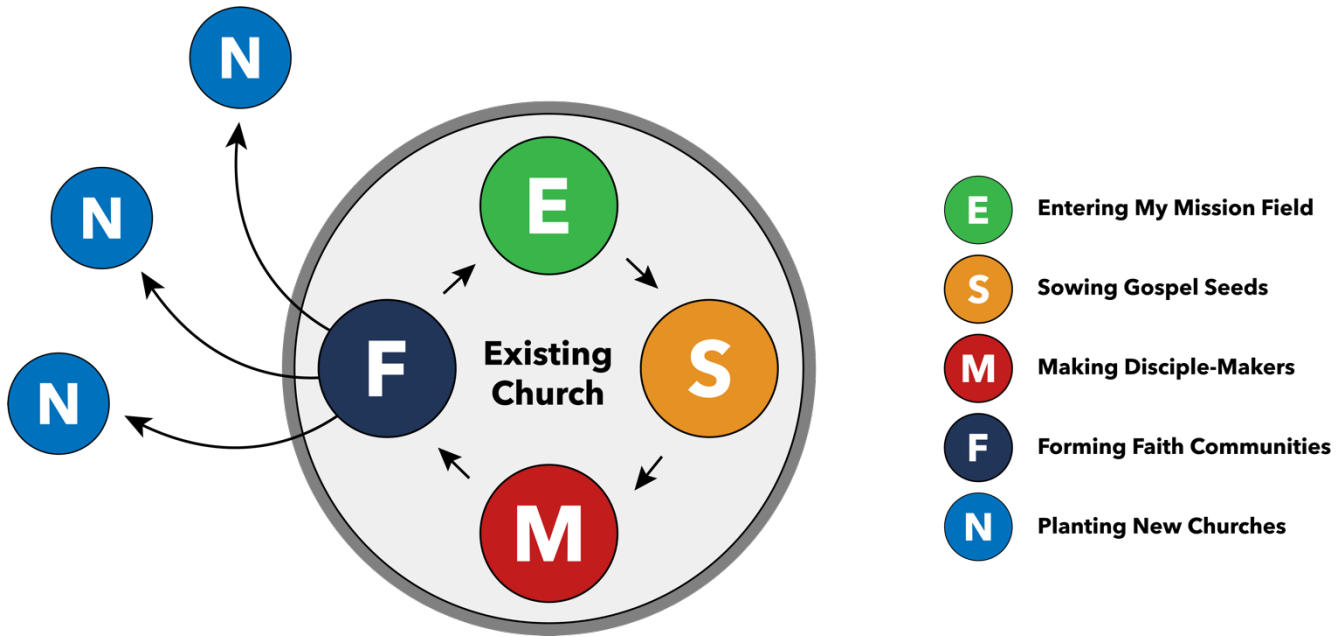 N
N
N
E
F
Existing
Church
S
M
E Entering My Mission Field
S Sowing Gospel Seeds
M Making Disciple-Makers
F Forming Faith Communities
N Planting New Churches